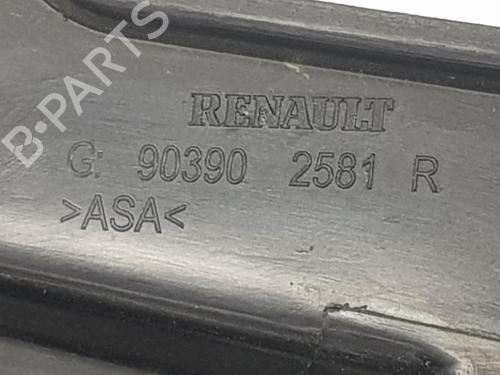 B-PARTS
RENAULT
G: 90390 2581 R
>ASA<